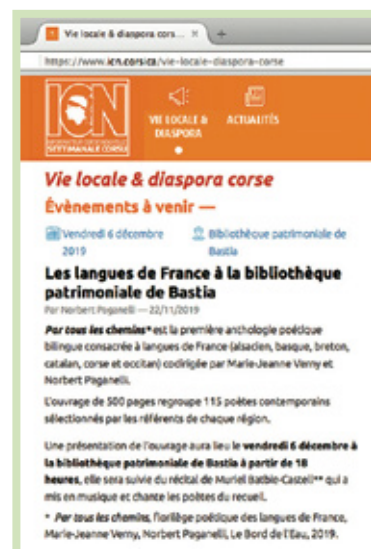 Vie locale & diaspora cors...
https://www.icn.corsica/vie-locale-diaspora-corse
ICN
SETTIMANALE CORSU
VIE LOCALE &
DIASPORA
ACTUALITÉS
Vie locale & diaspora corse
Évènements à venir —
Vendredi 6 décembre
2019
Bibliothèque patrimoniale de
Bastia
Les langues de France à la bibliothèque
patrimoniale de Bastia
Par Norbert Paganelli — 22/11/2019
Par tous les chemins* est la première anthologie poétique
bilingue consacrée à langues de France (alsacien, basque, breton,
catalan, corse et occitan) codirigée par Marie-Jeanne Verny et
Norbert Paganelli.
L'ouvrage de 500 pages regroupe 115 poètes contemporains
sélectionnés par les référents de chaque région.
Une présentation de l'ouvrage aura lieu le vendredi 6 décembre à
la bibliothèque patrimoniale de Bastia à partir de 18
heures, elle sera suivie du récital de Muriel Batbie-Castell** qui a
mis en musique et chante les poètes du recueil.
* Par tous les chemins, florilège poétique des langues de France,
Marie-Jeanne Verny, Norbert Paganelli, Le Bord de l'Eau, 2019.